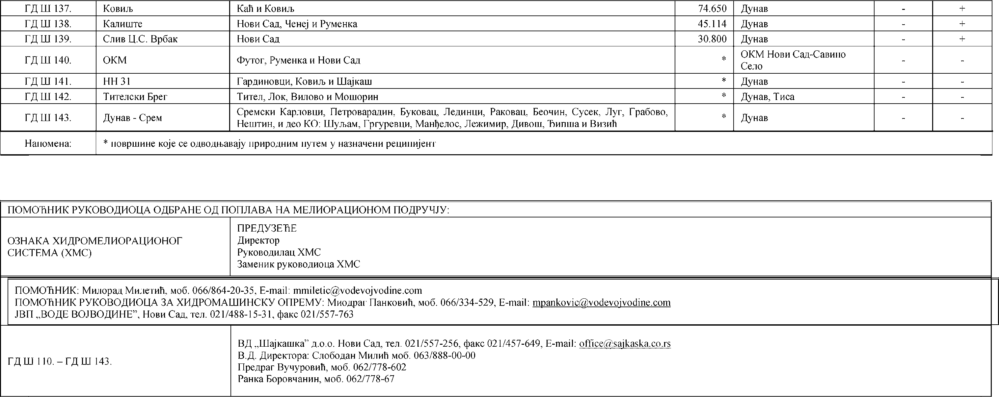 ГД Ш 137. Ковиљ Каћ и Ковиљ 74.650 Дунав - +
ГД Ш 138. Калиште Нови Сад, Ченеј и Руменка 45.114 Дунав - +
ГД Ш 139. Слив Ц.С. Врбак Нови Сад 30.800 Дунав - +
ГД Ш 140. ОКМ Футог, Руменка и Нови Сад * ОКМ Нови Сад-Савино
Село - -
ГД Ш 141. НН 31 Гардиновци, Ковиљ и Шајкаш * Дунав - -
ГД Ш 142. Тителски Брег Тител, Лок, Вилово и Мошорин * Дунав, Тиса - -
ГД Ш 143. Дунав - Срем Сремски Карловци, Петроварадин, Буковац, Лединци, Раковац, Беочин, Сусек, Луг, Грабово,
Нештин, и део КО: Шуљам, Гргуревци, Манђелос, Лежимир, Дивош, Ђипша и Визић * Дунав - -
Напомена: * површине које се одводњавају природним путем у назначени реципијент
ПОМОЋНИК РУКОВОДИОЦА ОДБРАНЕ ОД ПОПЛАВА НА МЕЛИОРАЦИОНОМ ПОДРУЧЈУ:
ОЗНАКА ХИДРОМЕЛИОРАЦИОНОГ
СИСТЕМА (ХМС)
ПРЕДУЗЕЋЕ
Директор
Руководилац ХМС
Заменик руководиоца ХМС
ПОМОЋНИК: Милорад Милетић, моб. 066/864-20-35, E-mail: mmiletic@vodevojvodine.com
ПОМОЋНИК РУКОВОДИОЦА ЗА ХИДРОМАШИНСКУ ОПРЕМУ: Миодраг Панковић, моб. 066/334-529, E-mail: mpankovic@vodevojvodine.com
ЈВП „ВОДЕ ВОЈВОДИНЕ”, Нови Сад, тел. 021/488-15-31, факс 021/557-763
ГД Ш 110. – ГД Ш 143.
ВД „Шајкашка” д.о.о. Нови Сад, тел. 021/557-256, факс 021/457-649, E-mail: office@sajkaska.co.rs
В.Д. Директора: Слободан Милић моб. 063/888-00-00
Предраг Вучуровић, моб. 062/778-602
Ранка Боровчанин, моб. 062/778-67